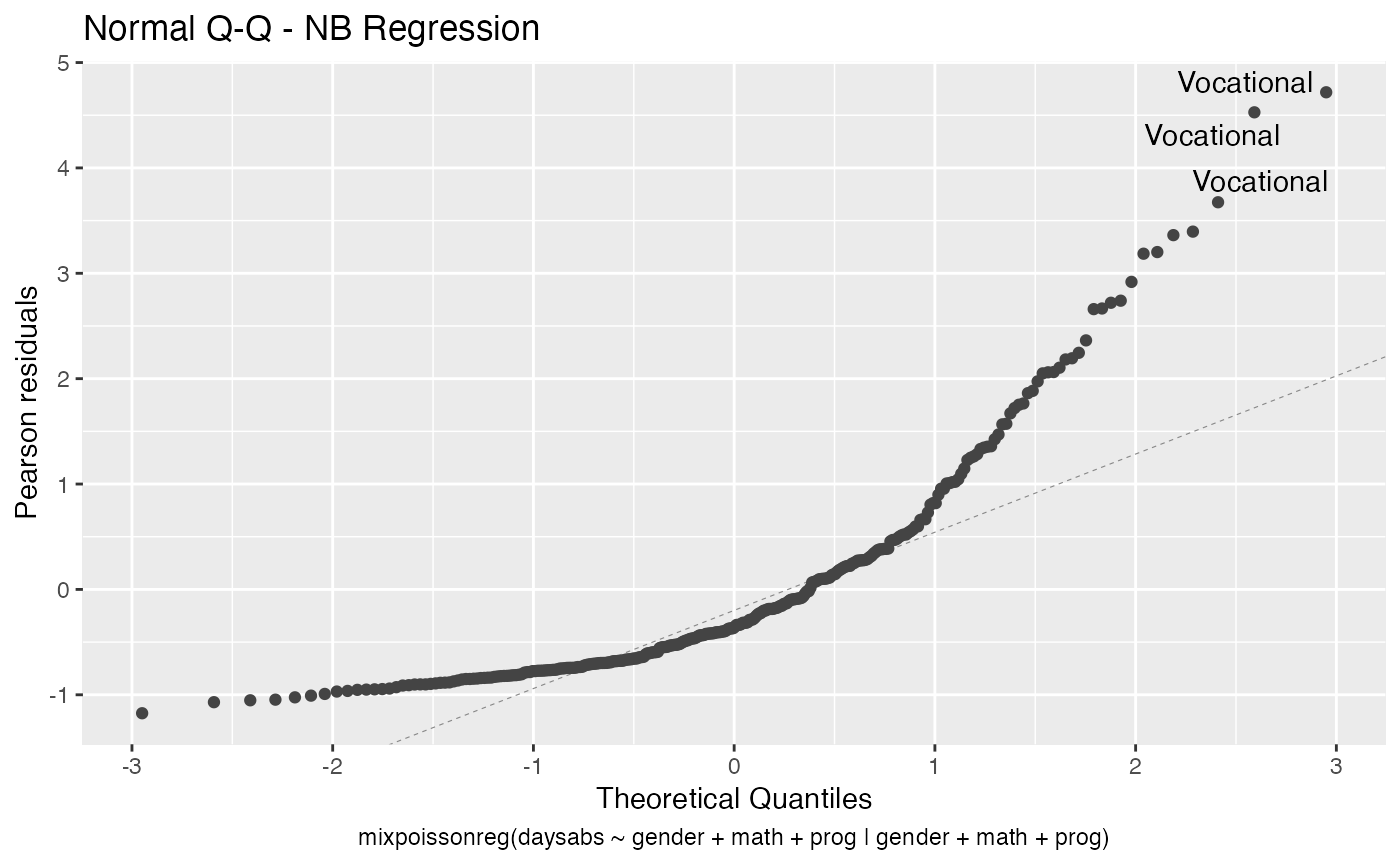 Normal Q-Q - NB Regression
5
4
3
2
1
0
-1
Pearson residuals
Vocational
Vocational
Vocational
-3
-2
-1
0
1
2
3
Theoretical Quantiles
mixpoissonreg(daysabs ~ gender + math + prog | gender + math + prog)